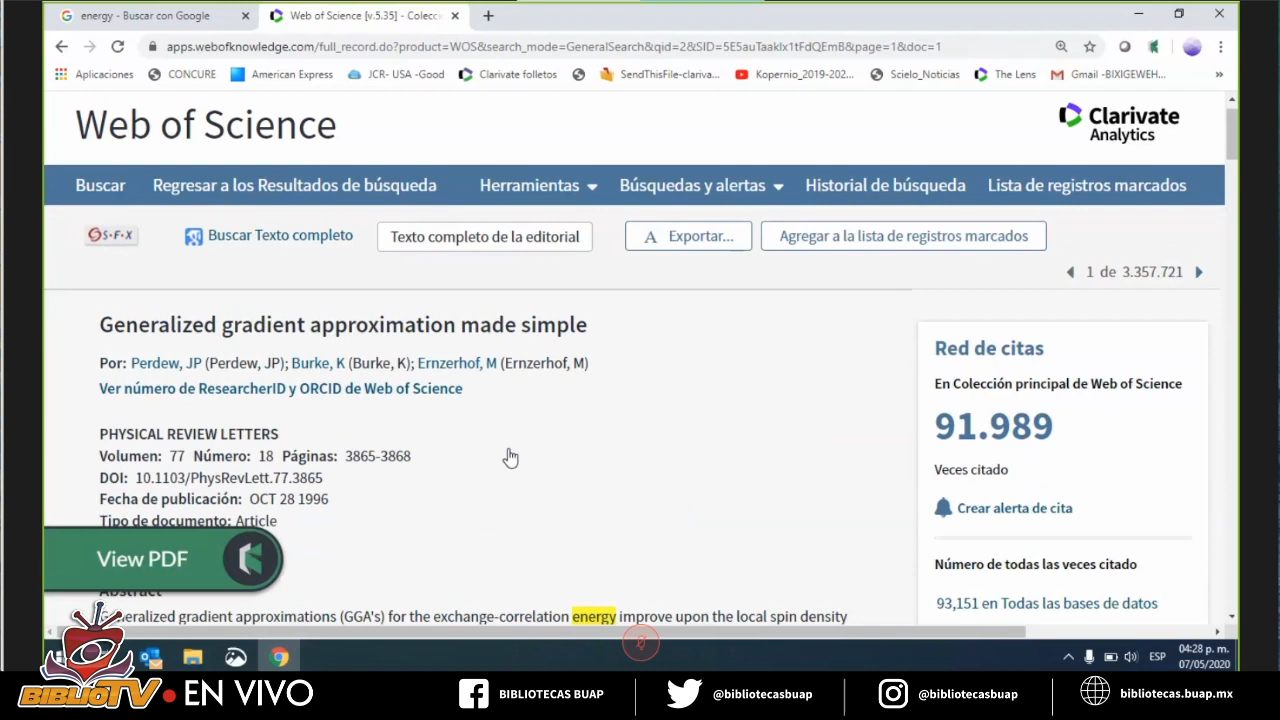 energy - Buscar con Google
Web of Science [v.5.35] - Colecci
apps.webofknowledge.com/full_record.do?product=WOS&search_mode=GeneralSearch&qid=2&SID=5E5auTaaklx1tFdQEmB&page=1&doc=1
Aplicaciones CONCURE American Express JCR- USA -Good Clarivate folletos SendThisFile-clariva... Kopernio_2019-202... Scielo_Noticias The Lens Gmail -BIXIGEWEH... »
Web of Science
Clarivate
Analytics
Buscar Regresar a los Resultados de búsqueda Herramientas Búsquedas y alertas Historial de búsqueda Lista de registros marcados
S·F·X Buscar Texto completo Texto completo de la editorial Exportar... Agregar a la lista de registros marcados
1 de 3.357.721
Generalized gradient approximation made simple
Por: Perdew, JP (Perdew, JP); Burke, K (Burke, K); Ernzerhof, M (Ernzerhof, M)
Ver número de ResearcherID y ORCID de Web of Science
PHYSICAL REVIEW LETTERS
Volumen: 77 Número: 18 Páginas: 3865-3868
DOI: 10.1103/PhysRevLett.77.3865
Fecha de publicación: OCT 28 1996
Tipo de documento: Article
View PDF
Abstract
Generalized gradient approximations (GGA's) for the exchange-correlation energy improve upon the local spin density
Red de citas
En Colección principal de Web of Science
91.989
Veces citado
Crear alerta de cita
Número de todas las veces citado
93,151 en Todas las bases de datos
ESP
04:28 p. m.
07/05/2020
BIBLIOTV EN VIVO
BIBLIOTECAS BUAP
@bibliotecasbuap
@bibliotecasbuap
bibliotecas.buap.mx